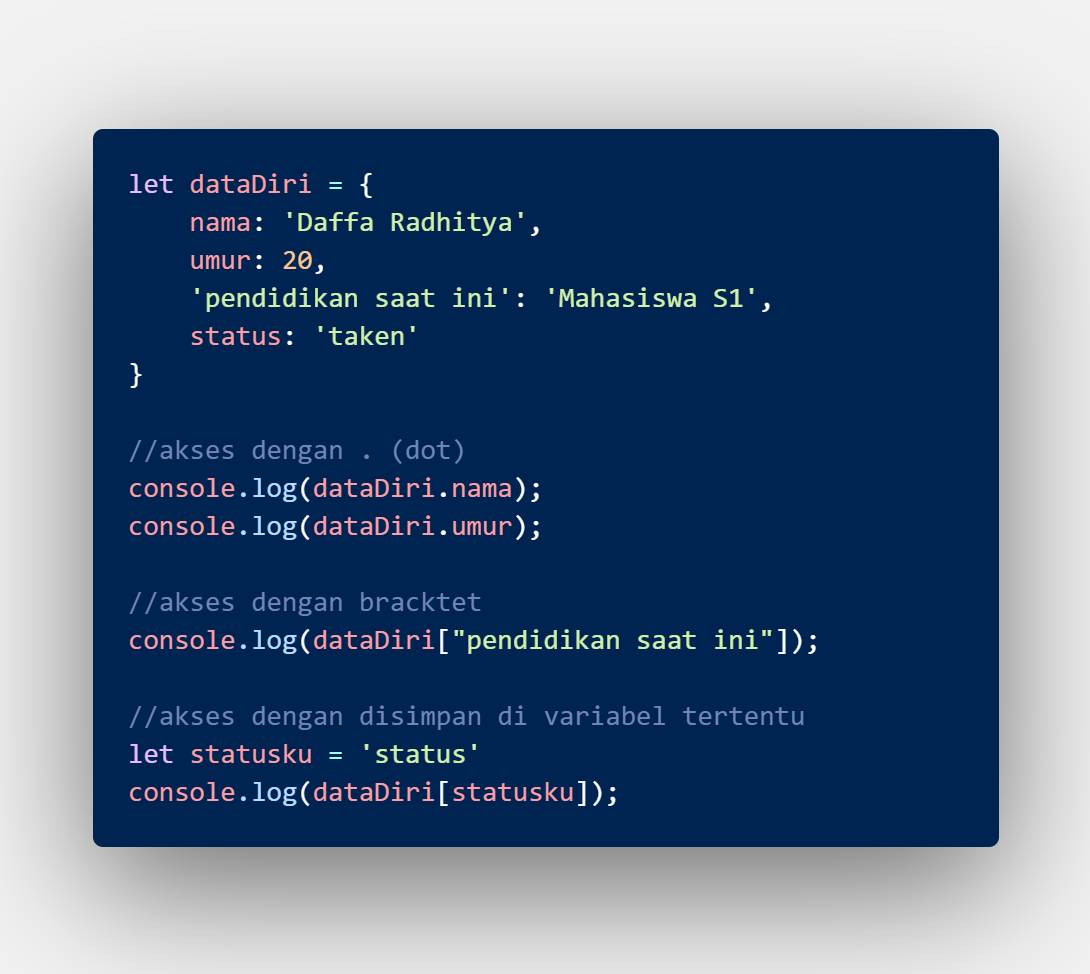 let dataDiri = {
    nama: 'Daffa Radhitya',
    umur: 20,
    'pendidikan saat ini': 'Mahasiswa S1',
    status: 'taken'
}
//akses dengan . (dot)
console.log(dataDiri.nama);
console.log(dataDiri.umur);
//akses dengan bracktet
console.log(dataDiri["pendidikan saat ini"]);
//akses dengan disimpan di variabel tertentu
let statusku = 'status'
console.log(dataDiri[statusku]);